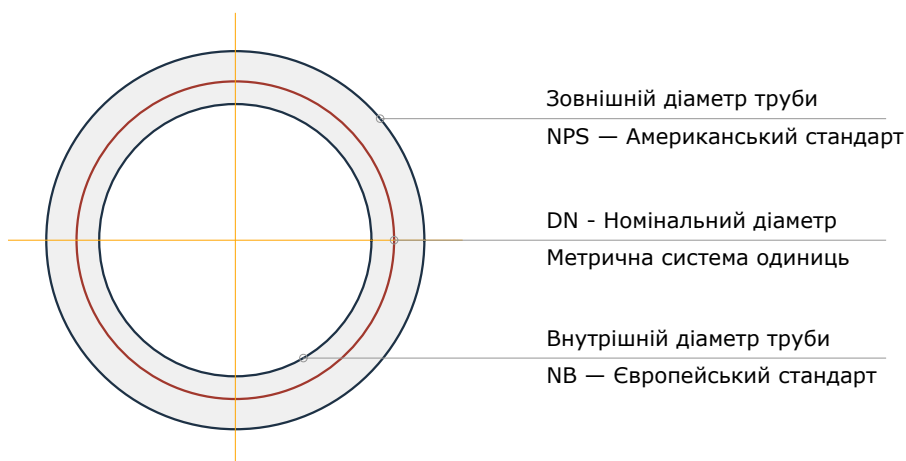 Зовнішній діаметр труби
NPS — Американський стандарт
DN - Номінальний діаметр
Метрична система одиниць
Внутрішній діаметр труби
NB — Європейський стандарт